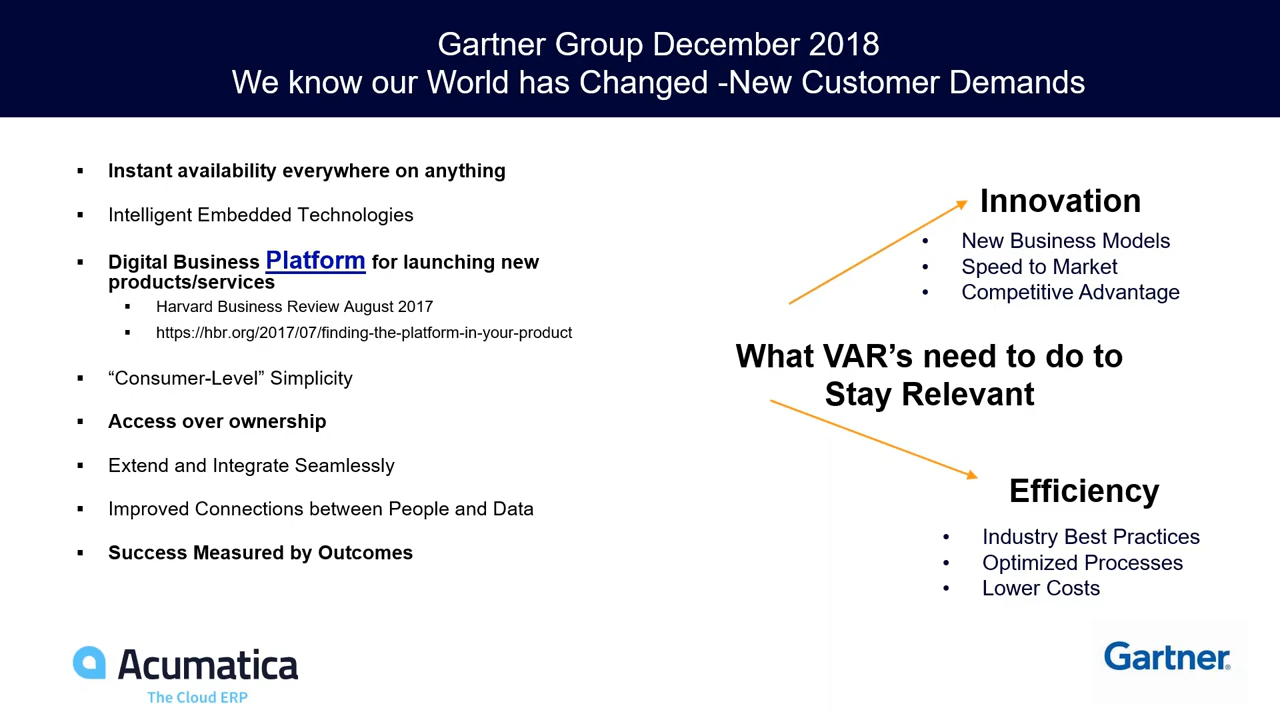 Gartner Group December 2018
We know our World has Changed -New Customer Demands
Instant availability everywhere on anything
Intelligent Embedded Technologies
Digital Business Platform for launching new
products/services
Harvard Business Review August 2017
https://hbr.org/2017/07/finding-the-platform-in-your-product
“Consumer-Level” Simplicity
Access over ownership
Extend and Integrate Seamlessly
Improved Connections between People and Data
Success Measured by Outcomes
Innovation
New Business Models
Speed to Market
Competitive Advantage
What VAR’s need to do to
Stay Relevant
Efficiency
Industry Best Practices
Optimized Processes
Lower Costs
Acumatica
The Cloud ERP
Gartner®